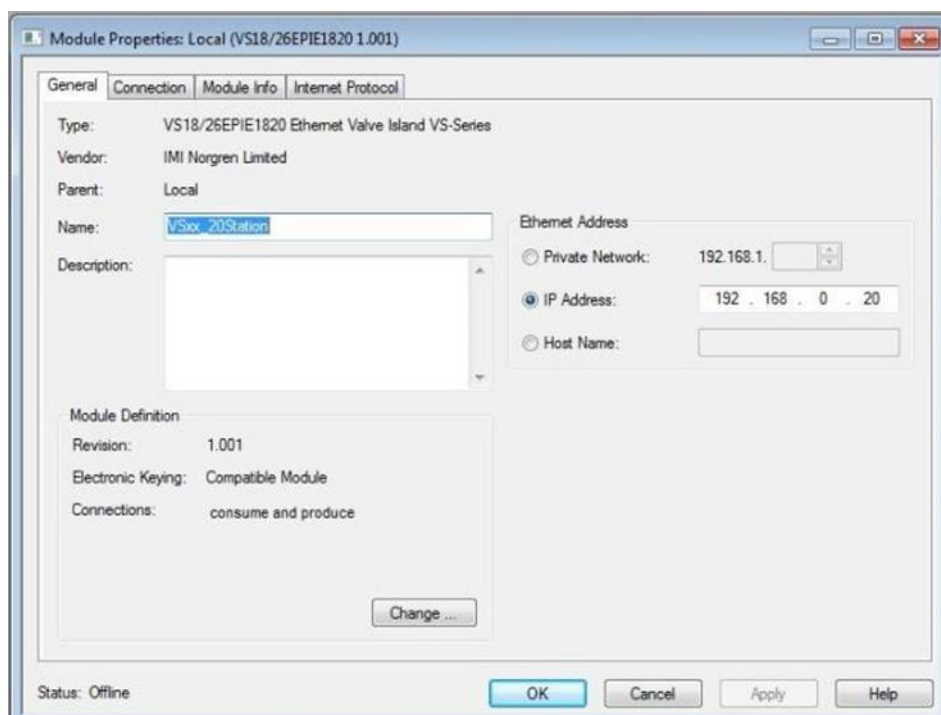 Module Properties: Local (VS18/26EPIE1820 1.001)
General Connection Module Info Internet Protocol
Type: VS18/26EPIE1820 Ethernet Valve Island VS-Series
Vendor: IMI Norgren Limited
Parent: Local
Name: VSxx_20Station
Description:
Ethernet Address
Private Network: 192.168.1.
IP Address: 192 . 168 . 0 . 20
Host Name:
Module Definition
Revision: 1.001
Electronic Keying: Compatible Module
Connections: consume and produce
Change ...
Status: Offline
OK Cancel Apply Help